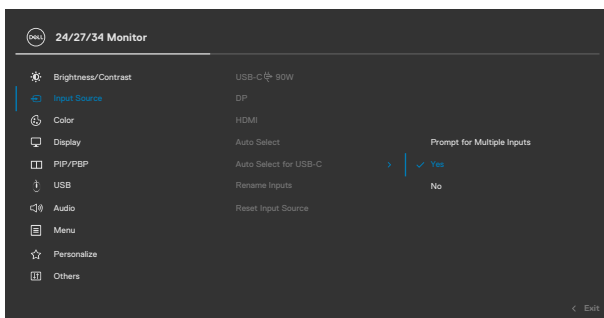 DELL 24/27/34 Monitor
Brightness/Contrast
Input Source
Color
Display
PIP/PBP
USB
Audio
Menu
Personalize
Others
USB-C 90W
DP
HDMI
Auto Select
Auto Select for USB-C
Rename Inputs
Reset Input Source
Prompt for Multiple Inputs
Yes
No
Exit